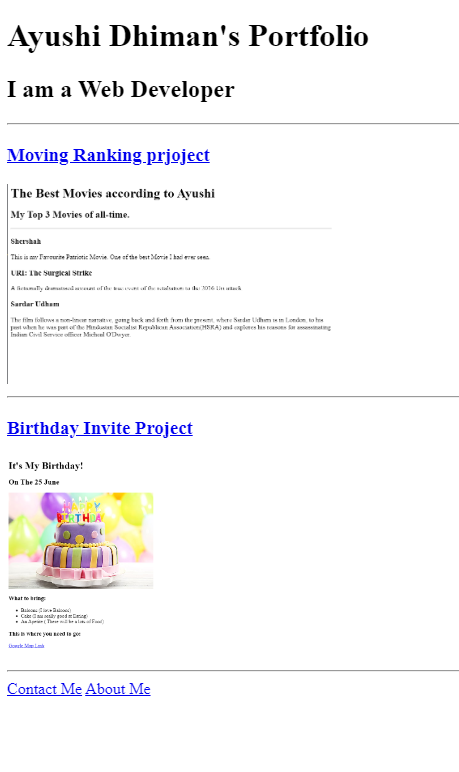 Ayushi Dhiman's Portfolio
I am a Web Developer
Moving Ranking prjoject
The Best Movies according to Ayushi
My Top 3 Movies of all-time.
Shershah
This is my Favourite Patriotic Movie. One of the best Movie I had ever seen.
URI: The Surgical Strike
A fictionally dramatised account of the true event of the retaliation to the 2016 Uri attack
Sardar Udham
The film follows a non-linear narrative, going back and forth from the present, where Sardar Udham is in London, to his
past when he was part of the Hindustan Socialist Republican Association(HSRA) and explores his reasons for assassinating
Indian Civil Service officer Michael O'Dwyer.
Birthday Invite Project
It's My Birthday!
On The 25 June
HAPPY
BIRTHDAY
What to bring:
Baloons (I love Baloons)
Cake (I am really good at Eating)
An Apetite ( There will be a lots of Food)
This is where you need to go:
Google Map Link
Contact Me About Me